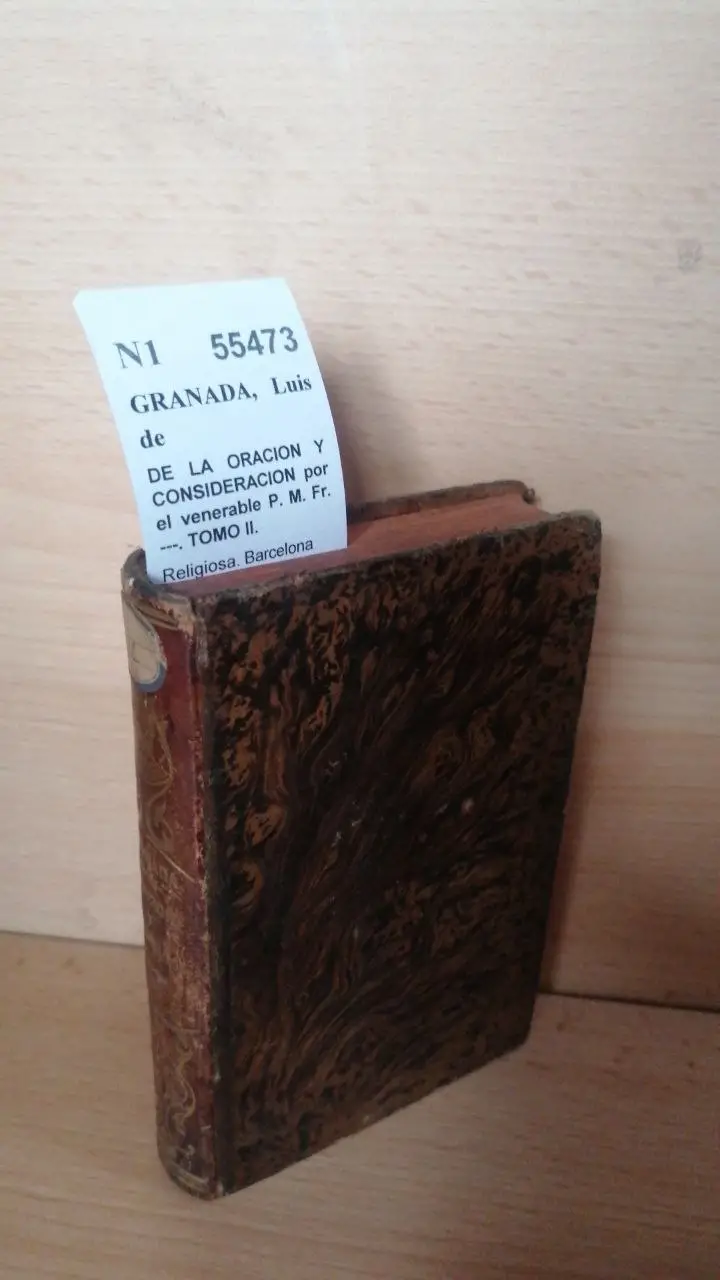 N1 55473
GRANADA, Luis
de
DE LA ORACION Y
CONSIDERACION por
el venerable P. M. Fr.
---. TOMO II.
Religiosa. Barcelona